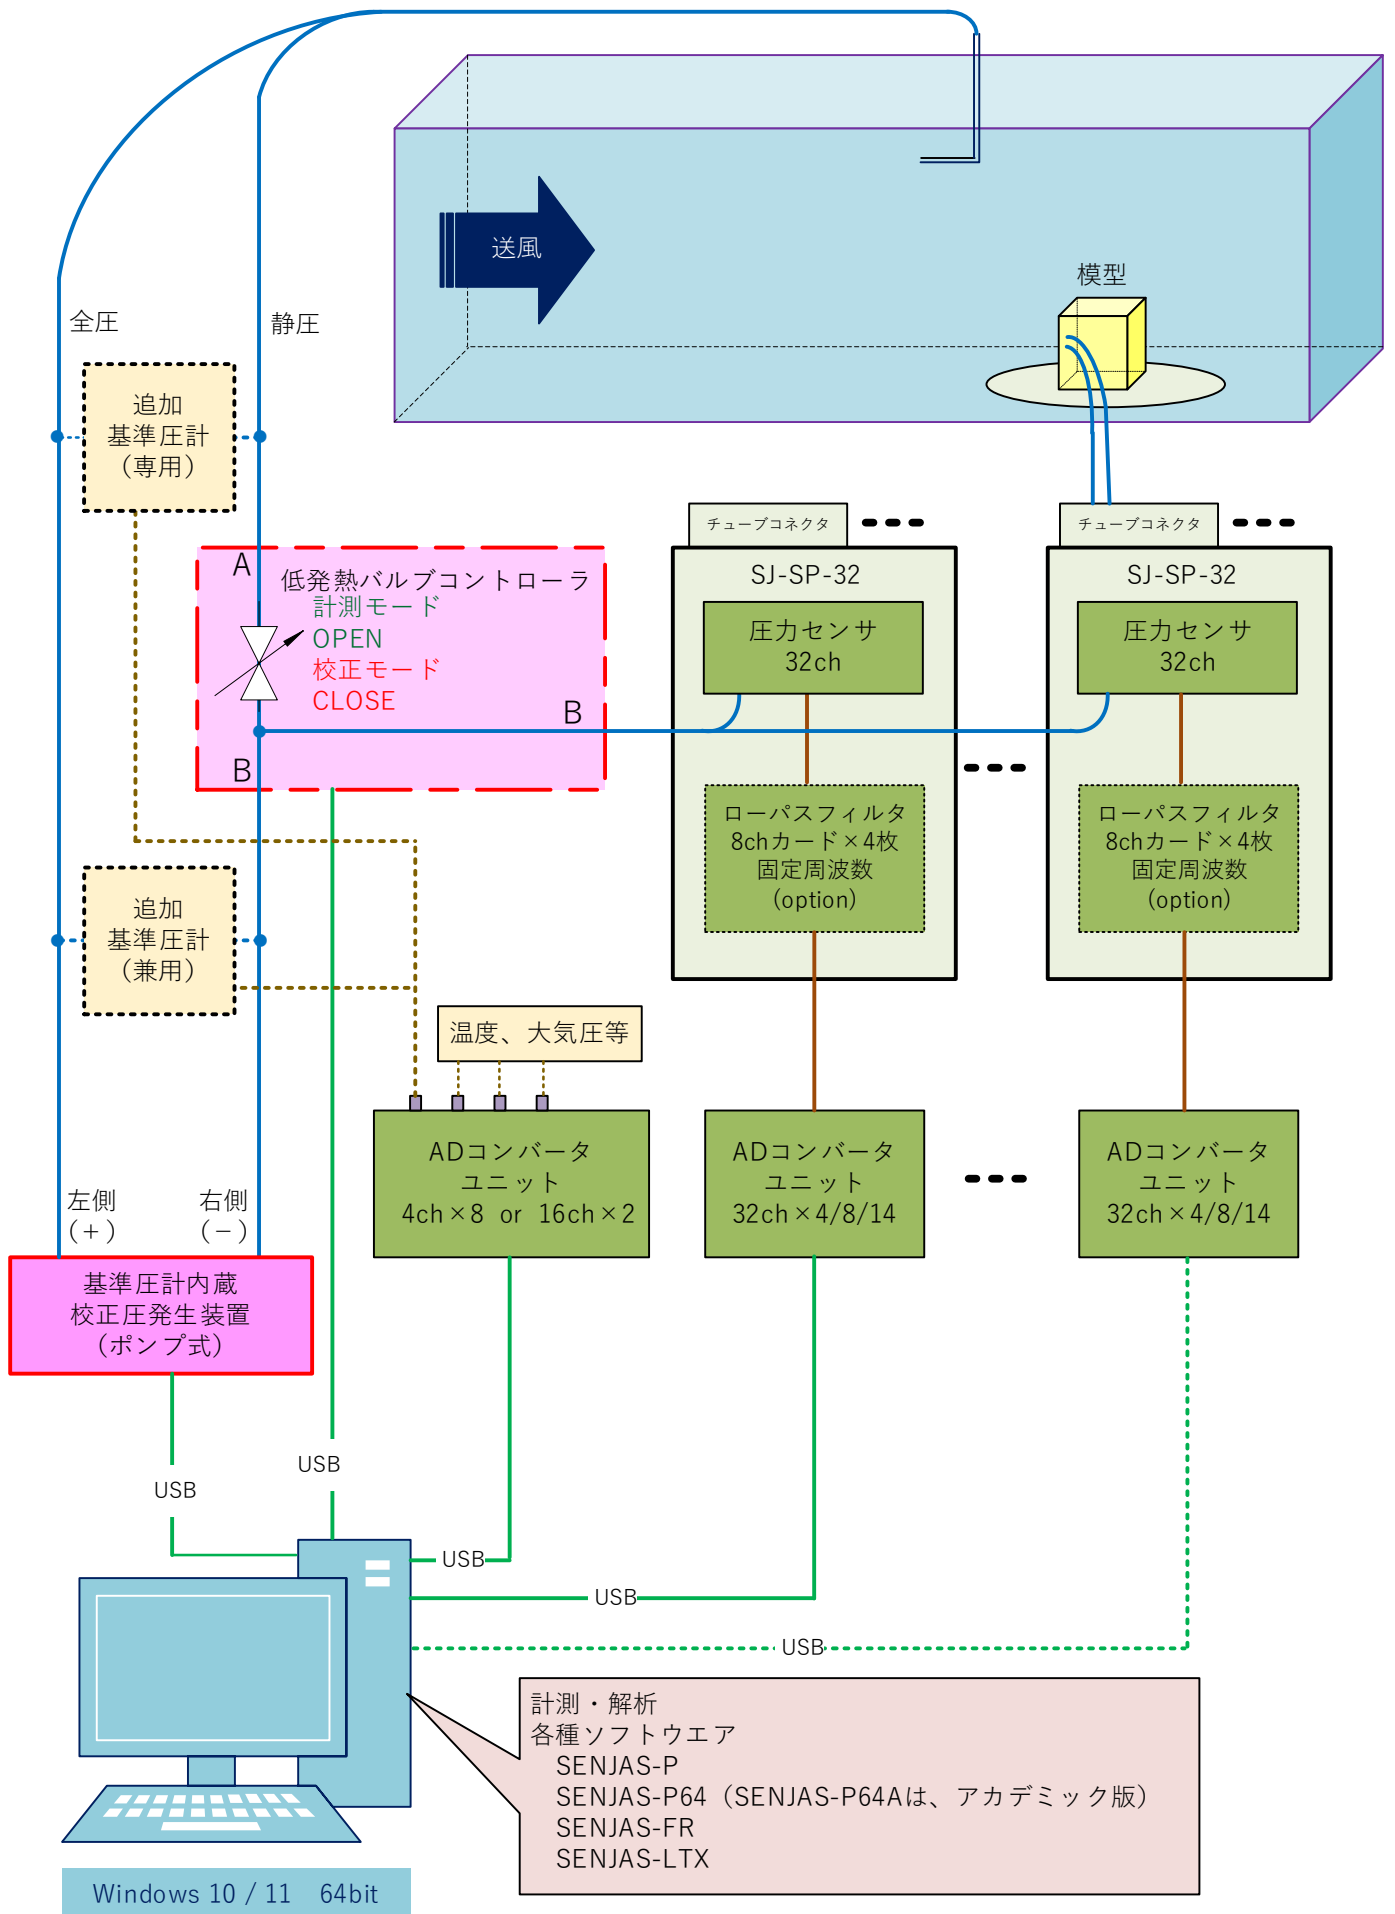 送風
模型
全圧
静圧
追加
基準圧計
（専用）
チューブコネクタ
チューブコネクタ
A
低発熱バルブコントローラ
計測モード
OPEN
校正モード
CLOSE
B
B
SJ-SP-32
圧力センサ
32ch
ローパスフィルタ
8chカード×4枚
固定周波数
(option)
SJ-SP-32
圧力センサ
32ch
ローパスフィルタ
8chカード×4枚
固定周波数
(option)
追加
基準圧計
（兼用）
温度、大気圧等
ADコンバータ
ユニット
4ch×8 or 16ch×2
ADコンバータ
ユニット
32ch×4/8/14
ADコンバータ
ユニット
32ch×4/8/14
左側
（+）
右側
（−）
基準圧計内蔵
校正圧発生装置
（ポンプ式）
USB
USB
USB
USB
USB
計測・解析
各種ソフトウエア
SENJAS-P
SENJAS-P64（SENJAS-P64Aは、アカデミック版）
SENJAS-FR
SENJAS-LTX
Windows 10 / 11　64bit